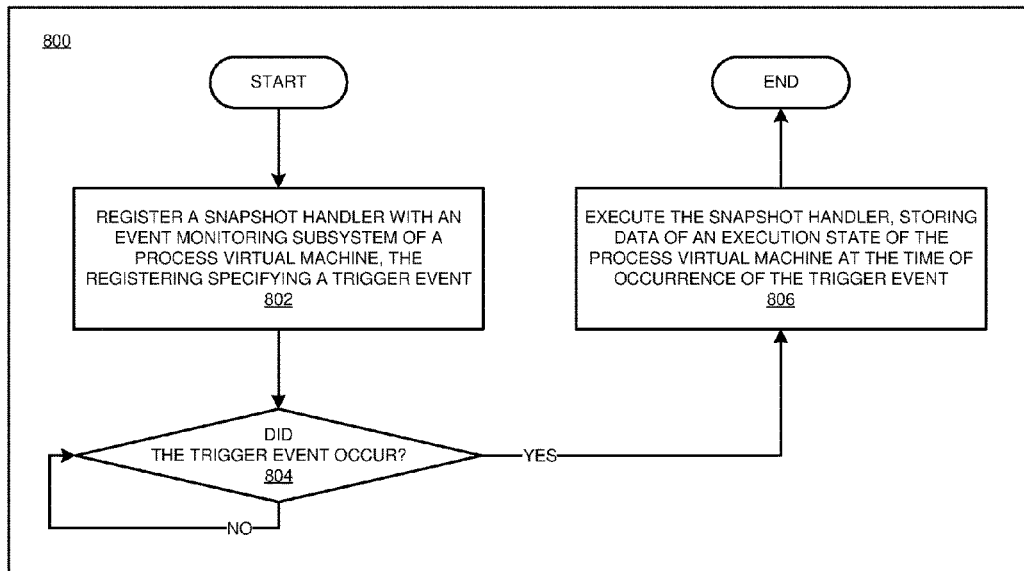 800
START
REGISTER A SNAPSHOT HANDLER WITH AN
EVENT MONITORING SUBSYSTEM OF A
PROCESS VIRTUAL MACHINE, THE
REGISTERING SPECIFYING A TRIGGER EVENT
802
DID
THE TRIGGER EVENT OCCUR?
804
NO
YES
EXECUTE THE SNAPSHOT HANDLER, STORING
DATA OF AN EXECUTION STATE OF THE
PROCESS VIRTUAL MACHINE AT THE TIME OF
OCCURRENCE OF THE TRIGGER EVENT
806
END